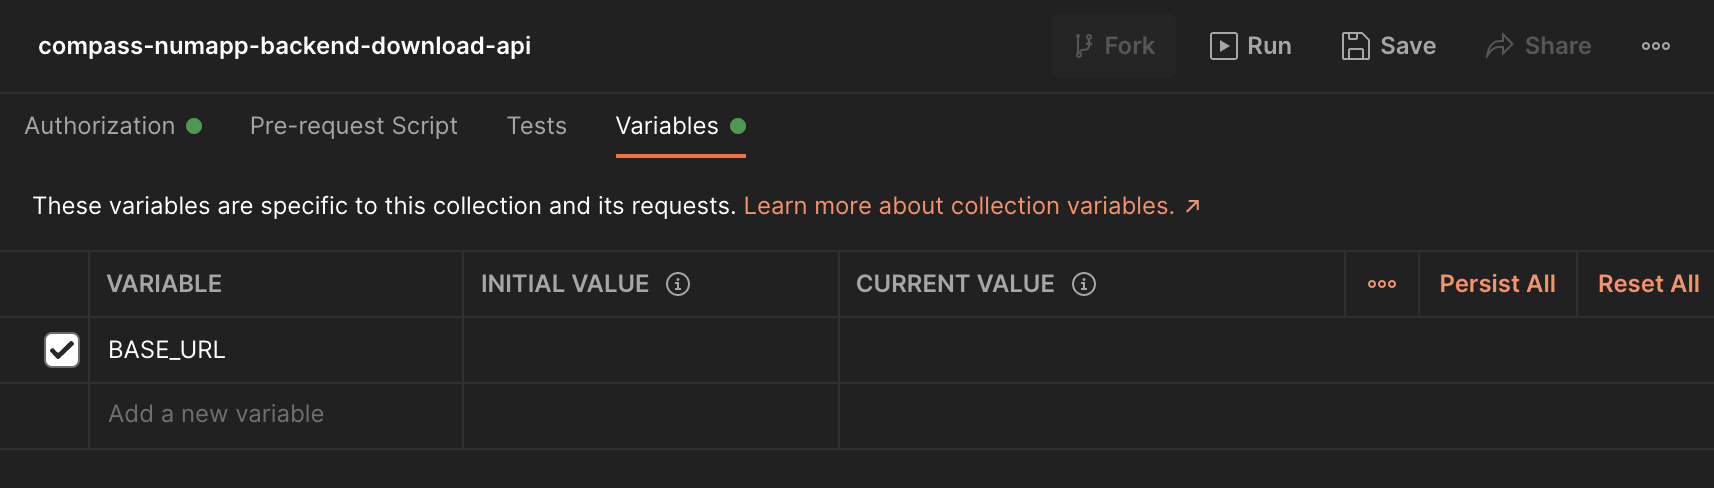 compass-numapp-backend-download-api
Fork
Run
Save
Share
Authorization
Pre-request Script
Tests
Variables
These variables are specific to this collection and its requests. Learn more about collection variables. ↗
VARIABLE
INITIAL VALUE
CURRENT VALUE
Persist All
Reset All
BASE_URL
Add a new variable